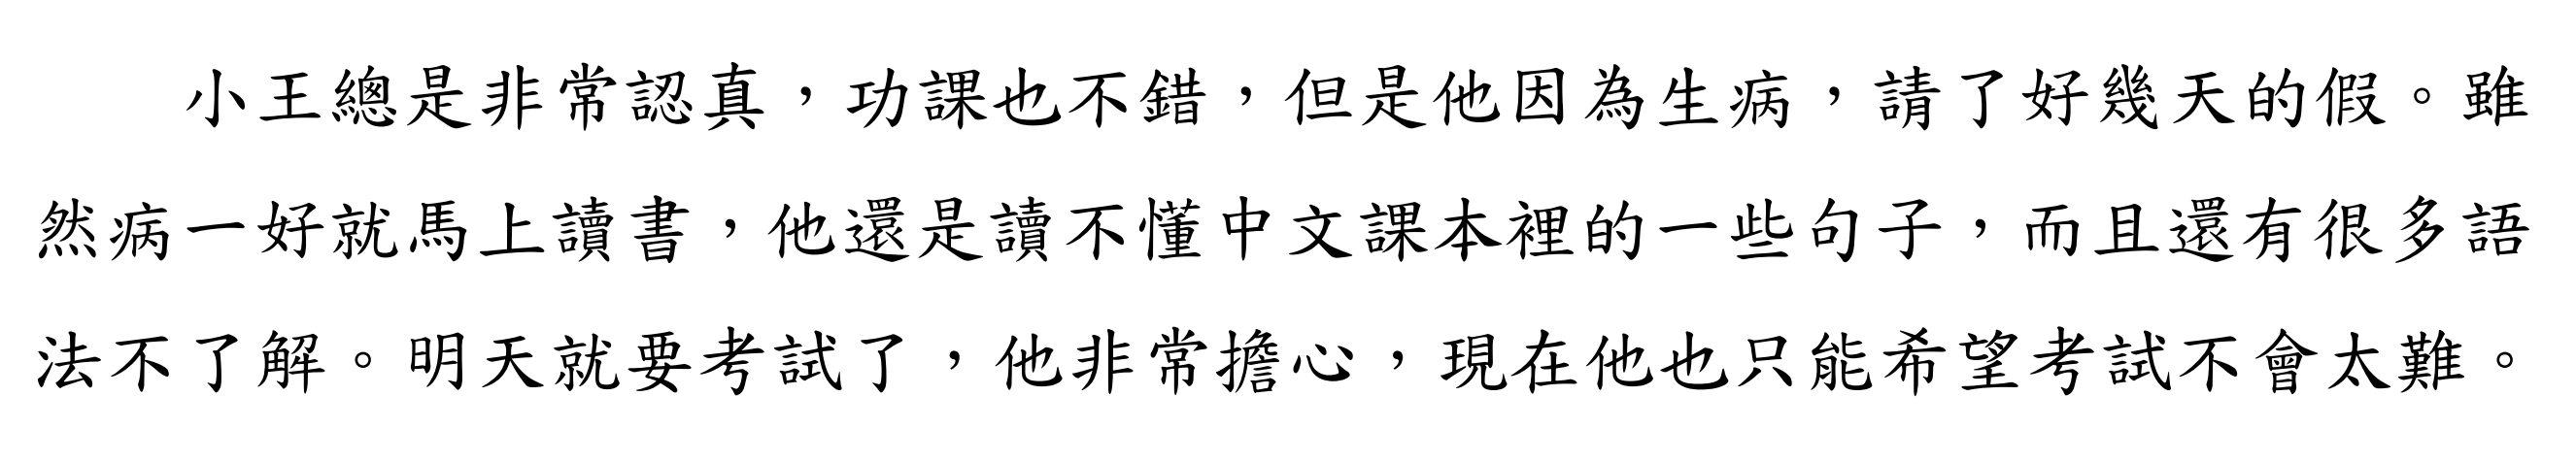 小王總是非常認真，功課也不錯，但是他因為生病，請了好幾天的假。雖
然病一好就馬上讀書，他還是讀不懂中文課本裡的一些句子，而且還有很多語
法不了解。明天就要考試了，他非常擔心，現在他也只能希望考試不會太難。